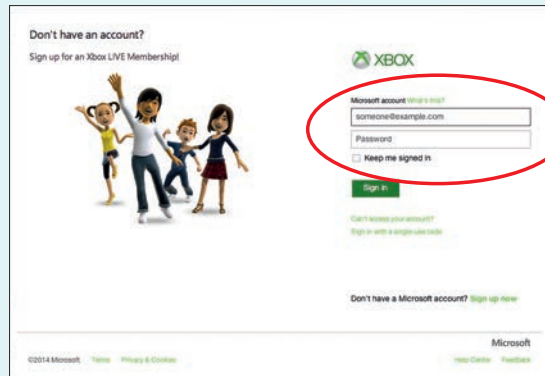 Don't have an account?
Sign up for an Xbox LIVE Membership!
XBOX
Microsoft account What's this?
someone@example.com
Password
Keep me signed in
Sign in
Can't access your account?
Sign in with a single-use code
Don't have a Microsoft account? Sign up now
Microsoft
©2014 Microsoft Terms Privacy & Cookies
Help Center Feedback